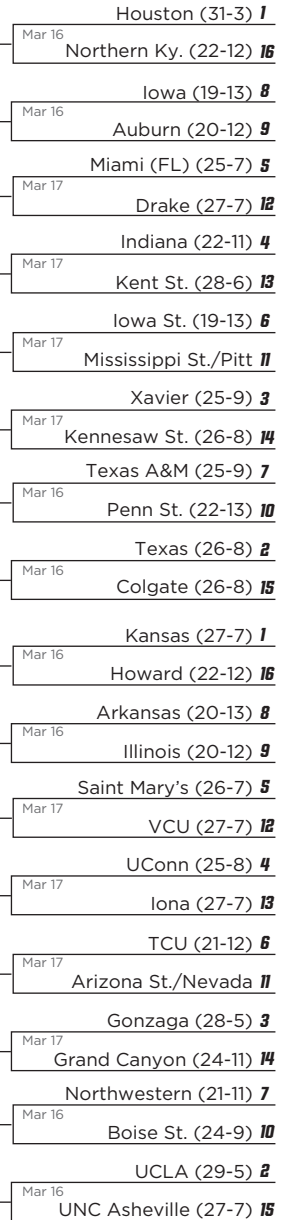 Houston (31-3) 1
Mar 16
Northern Ky. (22-12) 16
Iowa (19-13) 8
Mar 16
Auburn (20-12) 9
Miami (FL) (25-7) 5
Mar 17
Drake (27-7) 12
Indiana (22-11) 4
Mar 17
Kent St. (28-6) 13
Iowa St. (19-13) 6
Mar 17
Mississippi St./Pitt 11
Xavier (25-9) 3
Mar 17
Kennesaw St. (26-8) 14
Texas A&M (25-9) 7
Mar 16
Penn St. (22-13) 10
Texas (26-8) 2
Mar 16
Colgate (26-8) 15
Kansas (27-7) 1
Mar 16
Howard (22-12) 16
Arkansas (20-13) 8
Mar 16
Illinois (20-12) 9
Saint Mary's (26-7) 5
Mar 17
VCU (27-7) 12
UConn (25-8) 4
Mar 17
Iona (27-7) 13
TCU (21-12) 6
Mar 17
Arizona St./Nevada 11
Gonzaga (28-5) 3
Mar 17
Grand Canyon (24-11) 14
Northwestern (21-11) 7
Mar 16
Boise St. (24-9) 10
UCLA (29-5) 2
Mar 16
UNC Asheville (27-7) 15